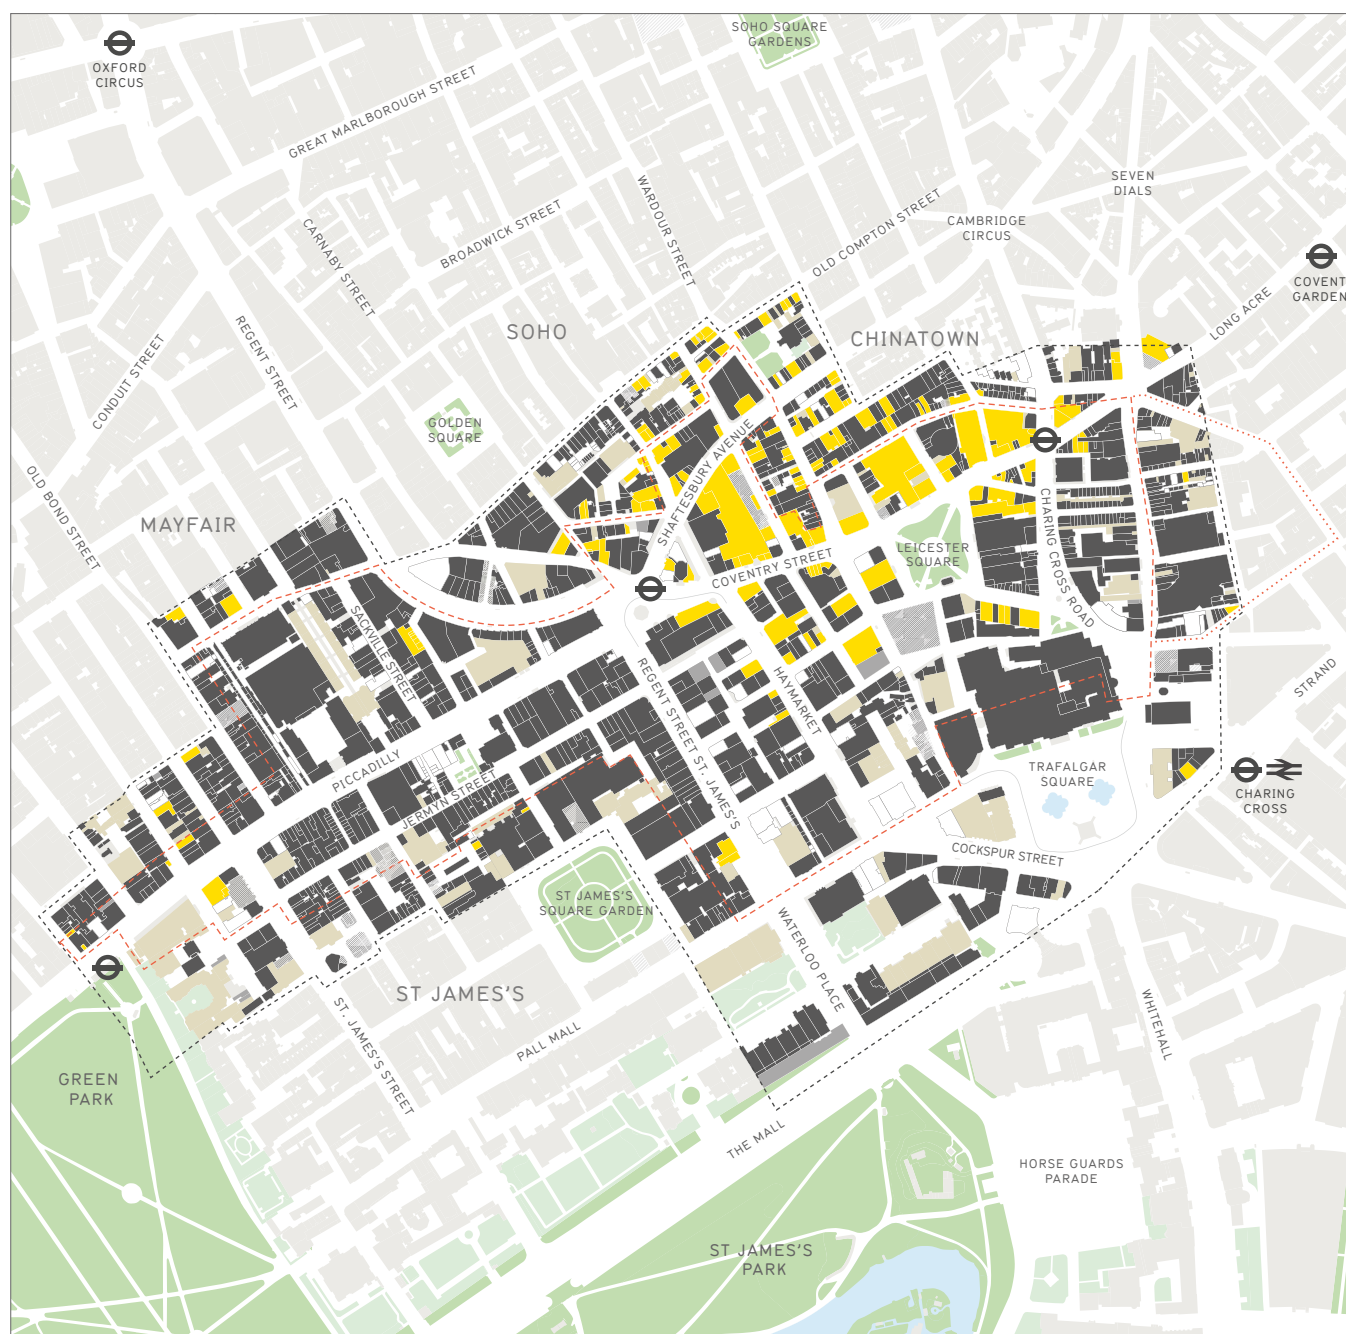 SOHO SQUARE
GARDENS
OXFORD
CIRCUS
GREAT MARLBOROUGH STREET
SEVEN
DIALS
WARDOUR STREET
OLD COMPTON STREET
CAMBRIDGE
CIRCUS
BROADWICK STREET
CARNABY STREET
COVENT
GARDEN
LONG ACRE
REGENT STREET
CONDUIT STREET
SOHO
CHINATOWN
GOLDEN
SQUARE
OLD BOND STREET
MAYFAIR
SHAFTESBURY AVENUE
CHARING CROSS ROAD
LEICESTER
SQUARE
COVENTRY STREET
SACKVILLE STREET
REGENT STREET ST JAMES'S
HAYMARKET
STRAND
PICCADILLY
JERMYN STREET
TRAFALGAR
SQUARE
CHARING
CROSS
COCKSPUR STREET
ST JAMES'S
SQUARE GARDEN
WATERLOO PLACE
ST JAMES'S
ST. JAMES'S STREET
PALL MALL
WHITEHALL
GREEN
PARK
THE MALL
HORSE GUARDS
PARADE
ST JAMES'S
PARK